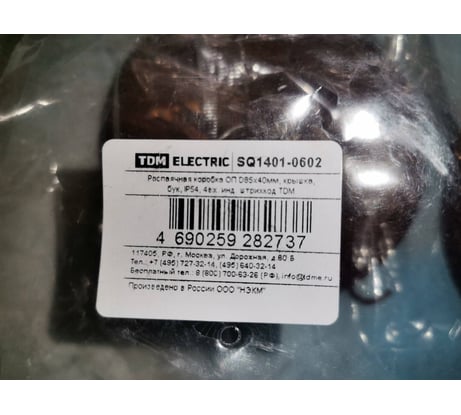 TDM ELECTRIC SQ1401-0602
Распаячная коробка ОП D85х40мм, крышка,
бук, IP54, 4вх. инд. штрихкод TDM
4 690259 282737
117405, РФ, г. Москва, ул. Дорожная, д.60 Б
Тел.: +7 (495) 727-32-14, (495) 640-32-14
Бесплатный тел.: 8 (800) 700-63-26 (РФ), info@tdme.ru
Произведено в России ООО "НЭКМ"